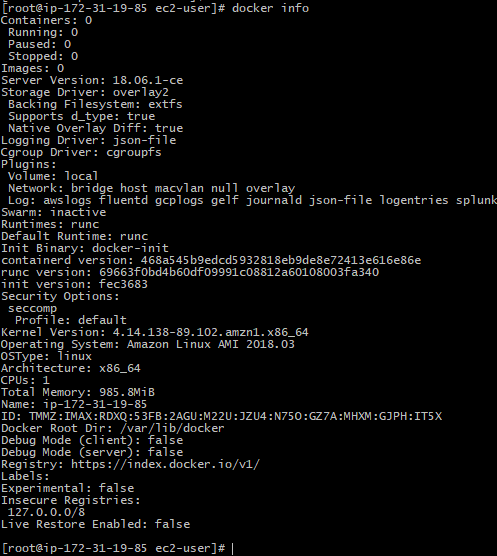 [root@ip-172-31-19-85 ec2-user]# docker info
Containers: 0
 Running: 0
 Paused: 0
 Stopped: 0
Images: 0
Server Version: 18.06.1-ce
Storage Driver: overlay2
 Backing Filesystem: extfs
 Supports d_type: true
 Native Overlay Diff: true
Logging Driver: json-file
Cgroup Driver: cgroupfs
Plugins:
 Volume: local
 Network: bridge host macvlan null overlay
 Log: awslogs fluentd gcplogs gelf journald json-file logentries splunk
Swarm: inactive
Runtimes: runc
Default Runtime: runc
Init Binary: docker-init
containerd version: 468a545b9edcd5932818eb9de8e72413e616e86e
runc version: 69663f0bd4b60df09991c08812a60108003fa340
init version: fec3683
Security Options:
 seccomp
  Profile: default
Kernel Version: 4.14.138-89.102.amzn1.x86_64
Operating System: Amazon Linux AMI 2018.03
OSType: linux
Architecture: x86_64
CPUs: 1
Total Memory: 985.8MiB
Name: ip-172-31-19-85
ID: TMMZ:IMAX:RDXQ:53FB:2AGU:M22U:JZU4:N75O:GZ7A:MHXM:GJPH:IT5X
Docker Root Dir: /var/lib/docker
Debug Mode (client): false
Debug Mode (server): false
Registry: https://index.docker.io/v1/
Labels:
Experimental: false
Insecure Registries:
 127.0.0.0/8
Live Restore Enabled: false
[root@ip-172-31-19-85 ec2-user]#